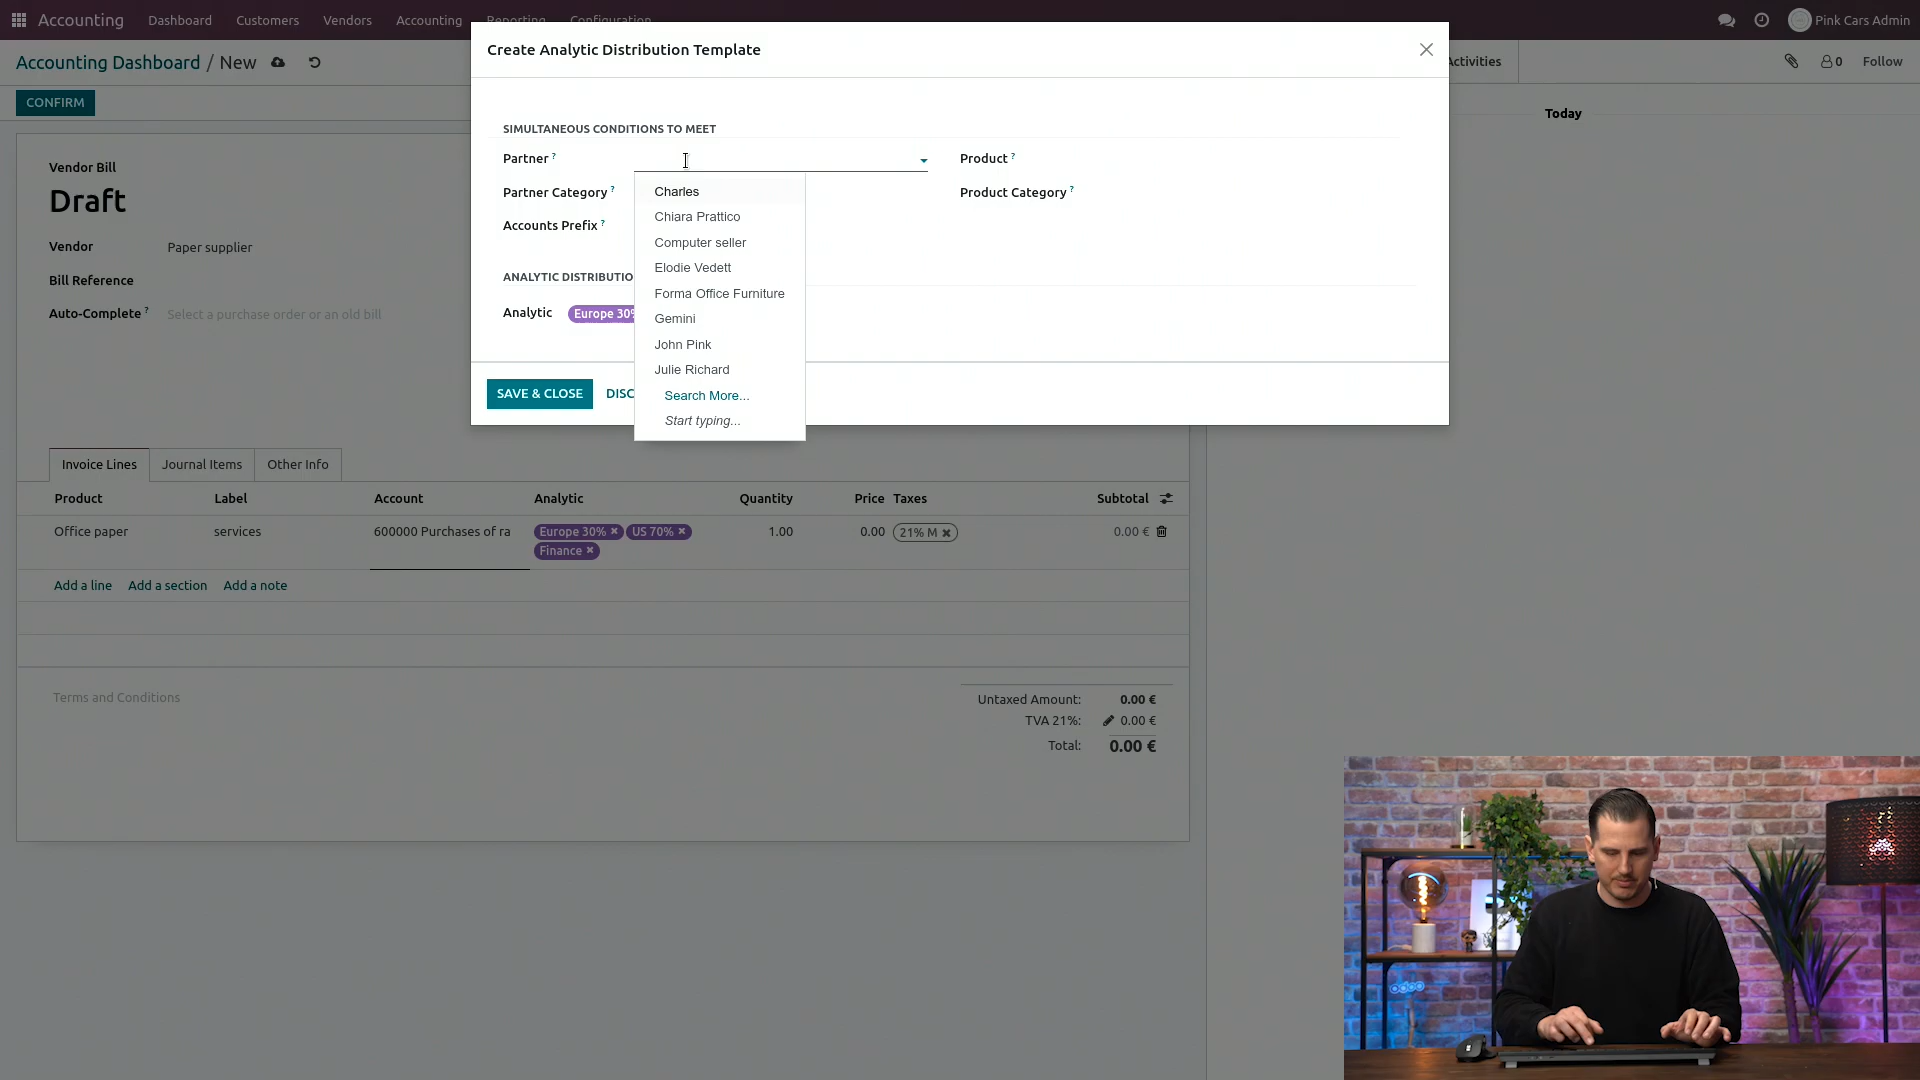 Accounting Dashboard Customers Vendors Accounting Reporting Configuration Pink Cars Admin
Create Analytic Distribution Template
Accounting Dashboard / New Activities 0 Follow
CONFIRM
Today
SIMULTANEOUS CONDITIONS TO MEET
Partner ? Product ?
Partner Category ? Product Category ?
Accounts Prefix ?
Charles
Chiara Prattico
Computer seller
Elodie Vedett
Forma Office Furniture
Gemini
John Pink
Julie Richard
Search More...
Start typing...
ANALYTIC DISTRIBUTIO
Analytic Europe 30%
SAVE & CLOSE DISC
Vendor Bill
Draft
Vendor Paper supplier
Bill Reference
Auto-Complete ? Select a purchase order or an old bill
Invoice Lines Journal Items Other Info
Product Label Account Analytic Quantity Price Taxes Subtotal
Office paper services 600000 Purchases of ra Europe 30% × US 70% × 1.00 0.00 21% M × 0.00 €
Finance ×
Add a line Add a section Add a note
Terms and Conditions
Untaxed Amount: 0.00 €
TVA 21%: 0.00 €
Total: 0.00 €
odoo